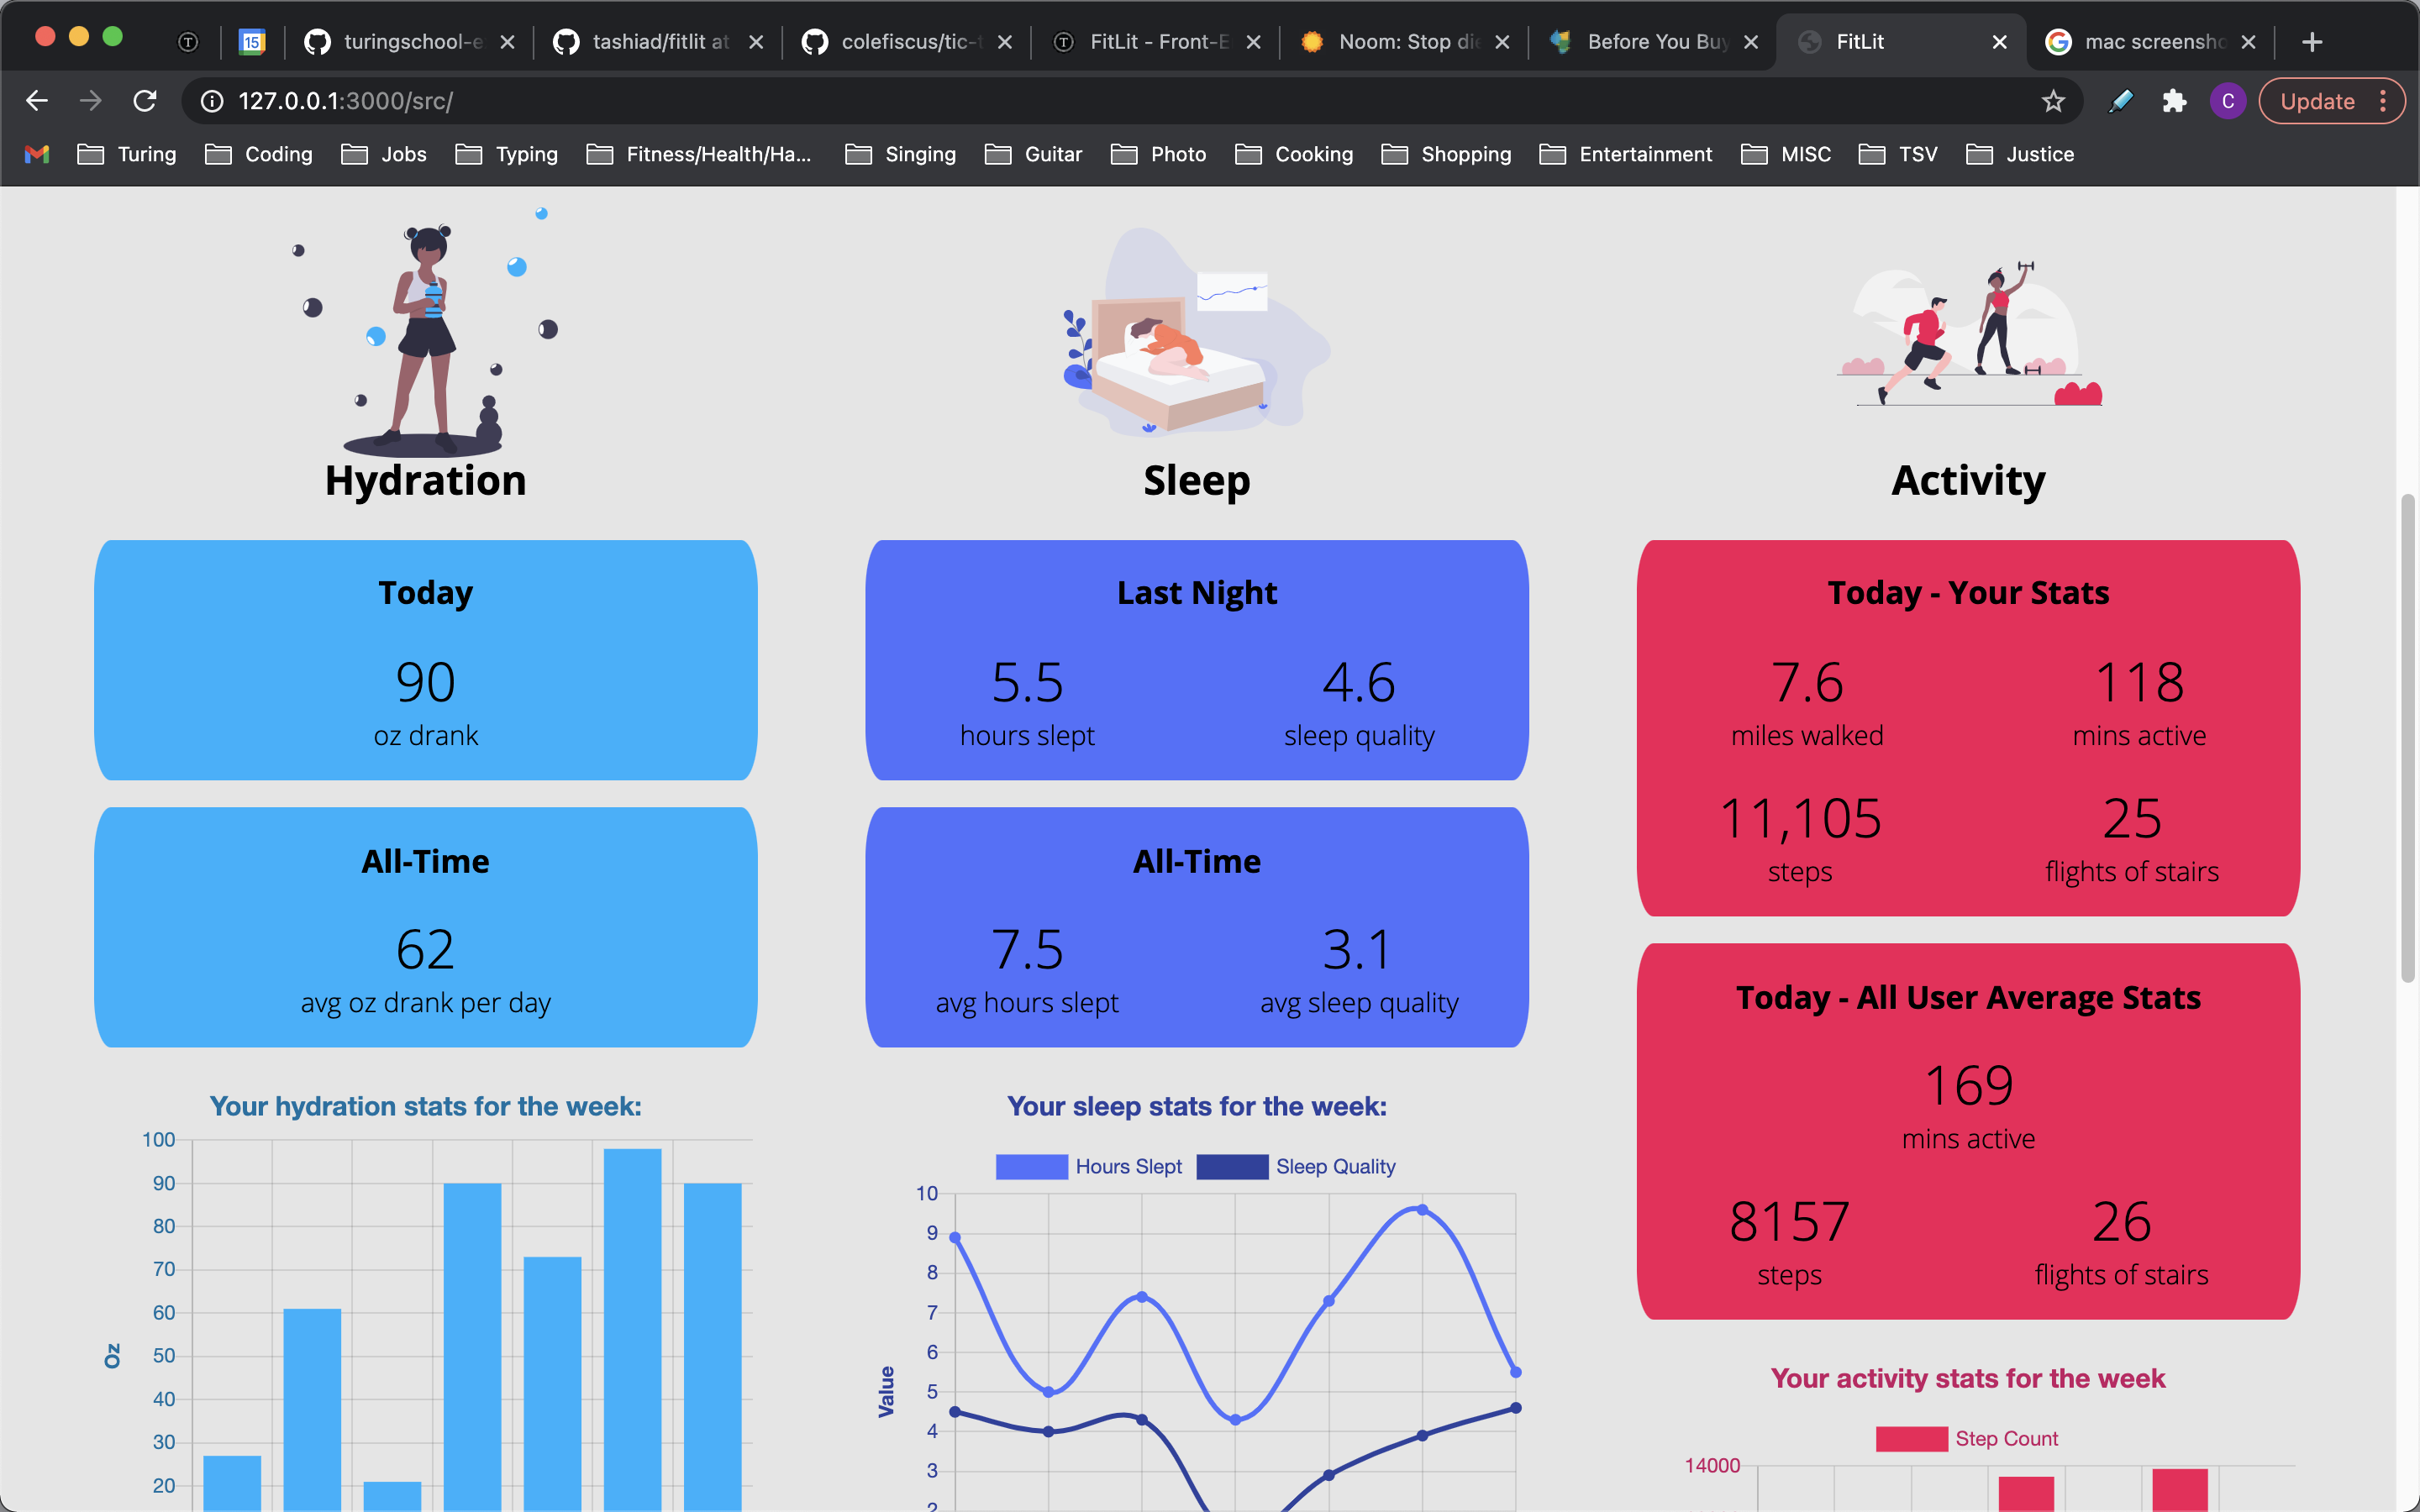 turingschool-e
tashiad/fitlit at
colefiscus/tic-t
FitLit - Front-E
Noom: Stop die
Before You Buy
FitLit
mac screensho
15
127.0.0.1:3000/src/
C
Update
Turing
Coding
Jobs
Typing
Fitness/Health/Ha...
Singing
Guitar
Photo
Cooking
Shopping
Entertainment
MISC
TSV
Justice
Hydration
Today
90
oz drank
All-Time
62
avg oz drank per day
Your hydration stats for the week:
100
90
80
70
60
50
40
30
20
Oz
Sleep
Last Night
5.5 4.6
hours slept sleep quality
All-Time
7.5 3.1
avg hours slept avg sleep quality
Your sleep stats for the week:
Hours Slept Sleep Quality
10
9
8
7
6
5
4
3
2
Value
Activity
Today - Your Stats
7.6 118
miles walked mins active
11,105 25
steps flights of stairs
Today - All User Average Stats
169
mins active
8157 26
steps flights of stairs
Your activity stats for the week
Step Count
14000